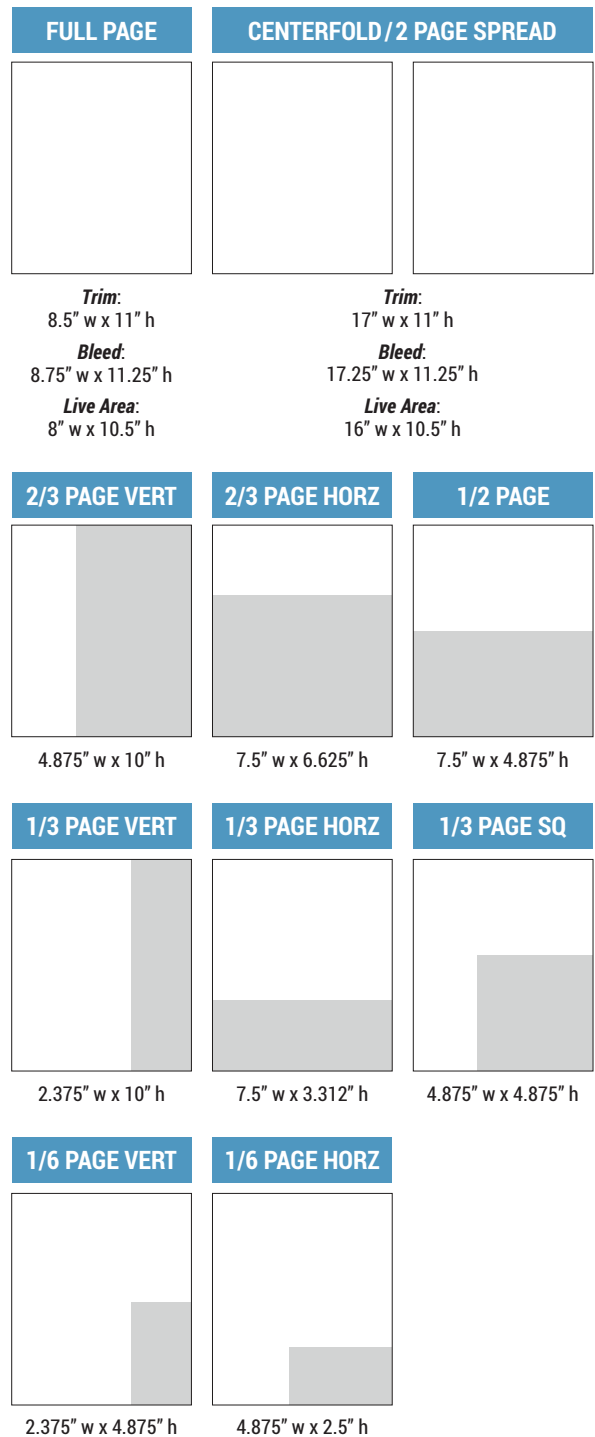 FULL PAGE
CENTERFOLD / 2 PAGE SPREAD
Trim:
8.5” w x 11” h
Bleed:
8.75” w x 11.25” h
Live Area:
8” w x 10.5” h
Trim:
17” w x 11” h
Bleed:
17.25” w x 11.25” h
Live Area:
16” w x 10.5” h
2/3 PAGE VERT
2/3 PAGE HORZ
1/2 PAGE
4.875” w x 10” h
7.5” w x 6.625” h
7.5” w x 4.875” h
1/3 PAGE VERT
1/3 PAGE HORZ
1/3 PAGE SQ
2.375” w x 10” h
7.5” w x 3.312” h
4.875” w x 4.875” h
1/6 PAGE VERT
1/6 PAGE HORZ
2.375” w x 4.875” h
4.875” w x 2.5” h